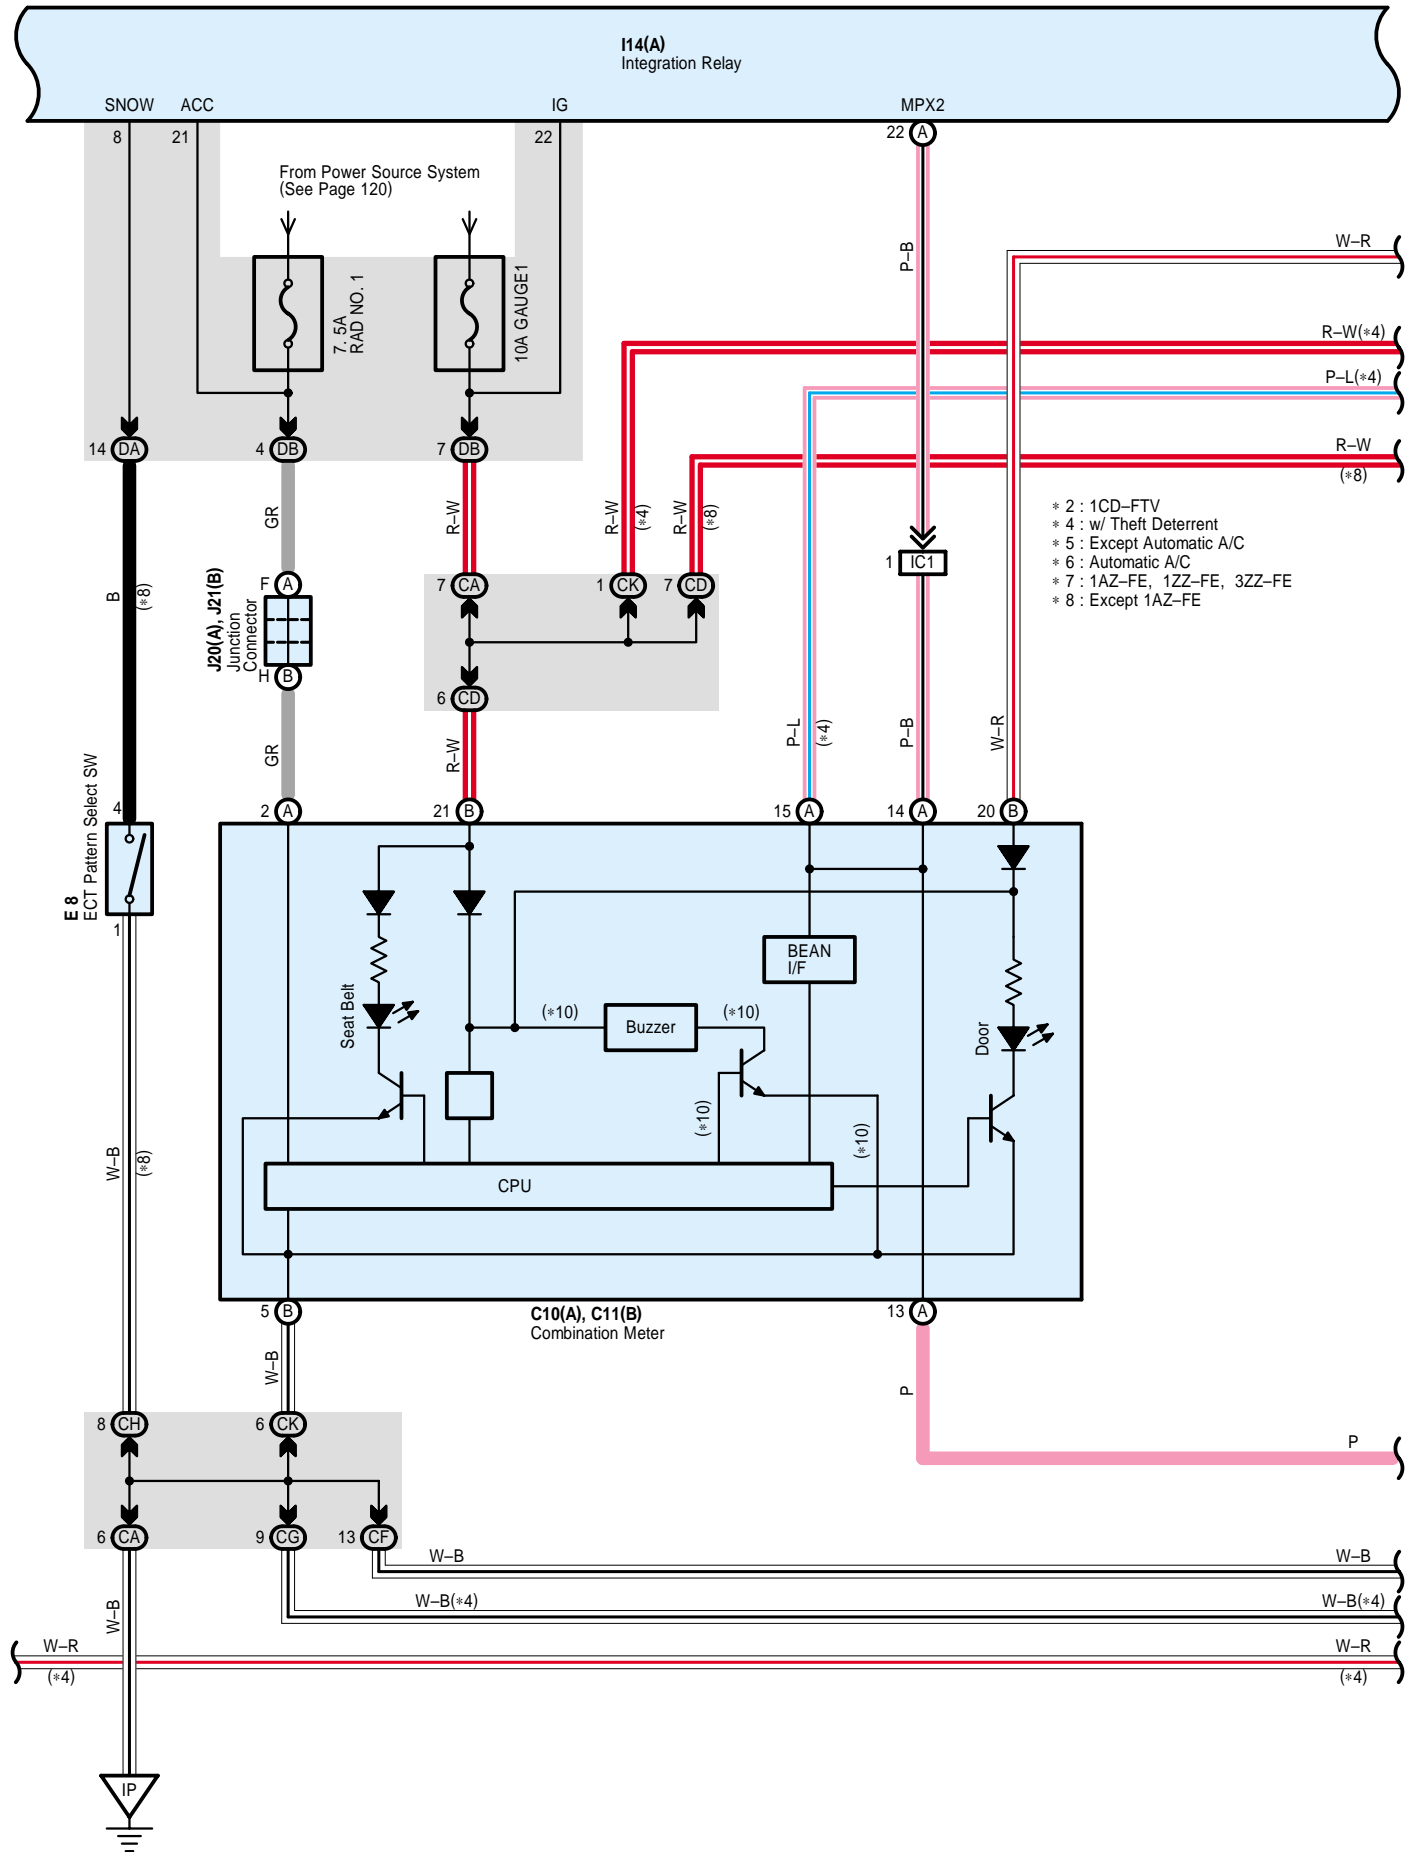 I14(A)
Integration Relay
SNOW ACC IG MPX2
8 21 22 22 A
From Power Source System
(See Page 120)
7. 5A
RAD NO. 1
10A GAUGE1
P–B
W–R
R–W(∗4)
P–L(∗4)
R–W
(∗8)
14 DA 4 DB 7 DB
∗ 2 : 1CD–FTV
∗ 4 : w/ Theft Deterrent
∗ 5 : Except Automatic A/C
∗ 6 : Automatic A/C
∗ 7 : 1AZ–FE, 1ZZ–FE, 3ZZ–FE
∗ 8 : Except 1AZ–FE
GR
R–W
R–W
(∗4)
R–W
(∗8)
1 IC1
B
(∗8)
F A
7 CA 1 CK 7 CD
J20(A), J21(B)
Junction
Connector
H B
6 CD
GR
R–W
P–L
(∗4)
P–B
W–R
E 8
ECT Pattern Select SW
4
1
2 A 21 B 15 A 14 A 20 B
BEAN
I/F
Seat Belt
(∗10)
Buzzer
(∗10)
Door
(∗10)
(∗10)
CPU
W–B
(∗8)
5 B
C10(A), C11(B)
Combination Meter
13 A
W–B
P
8 CH 6 CK
P
6 CA 9 CG 13 CF
W–B W–B
W–B(∗4) W–B(∗4)
W–B
W–R W–R
(∗4) (∗4)
IP